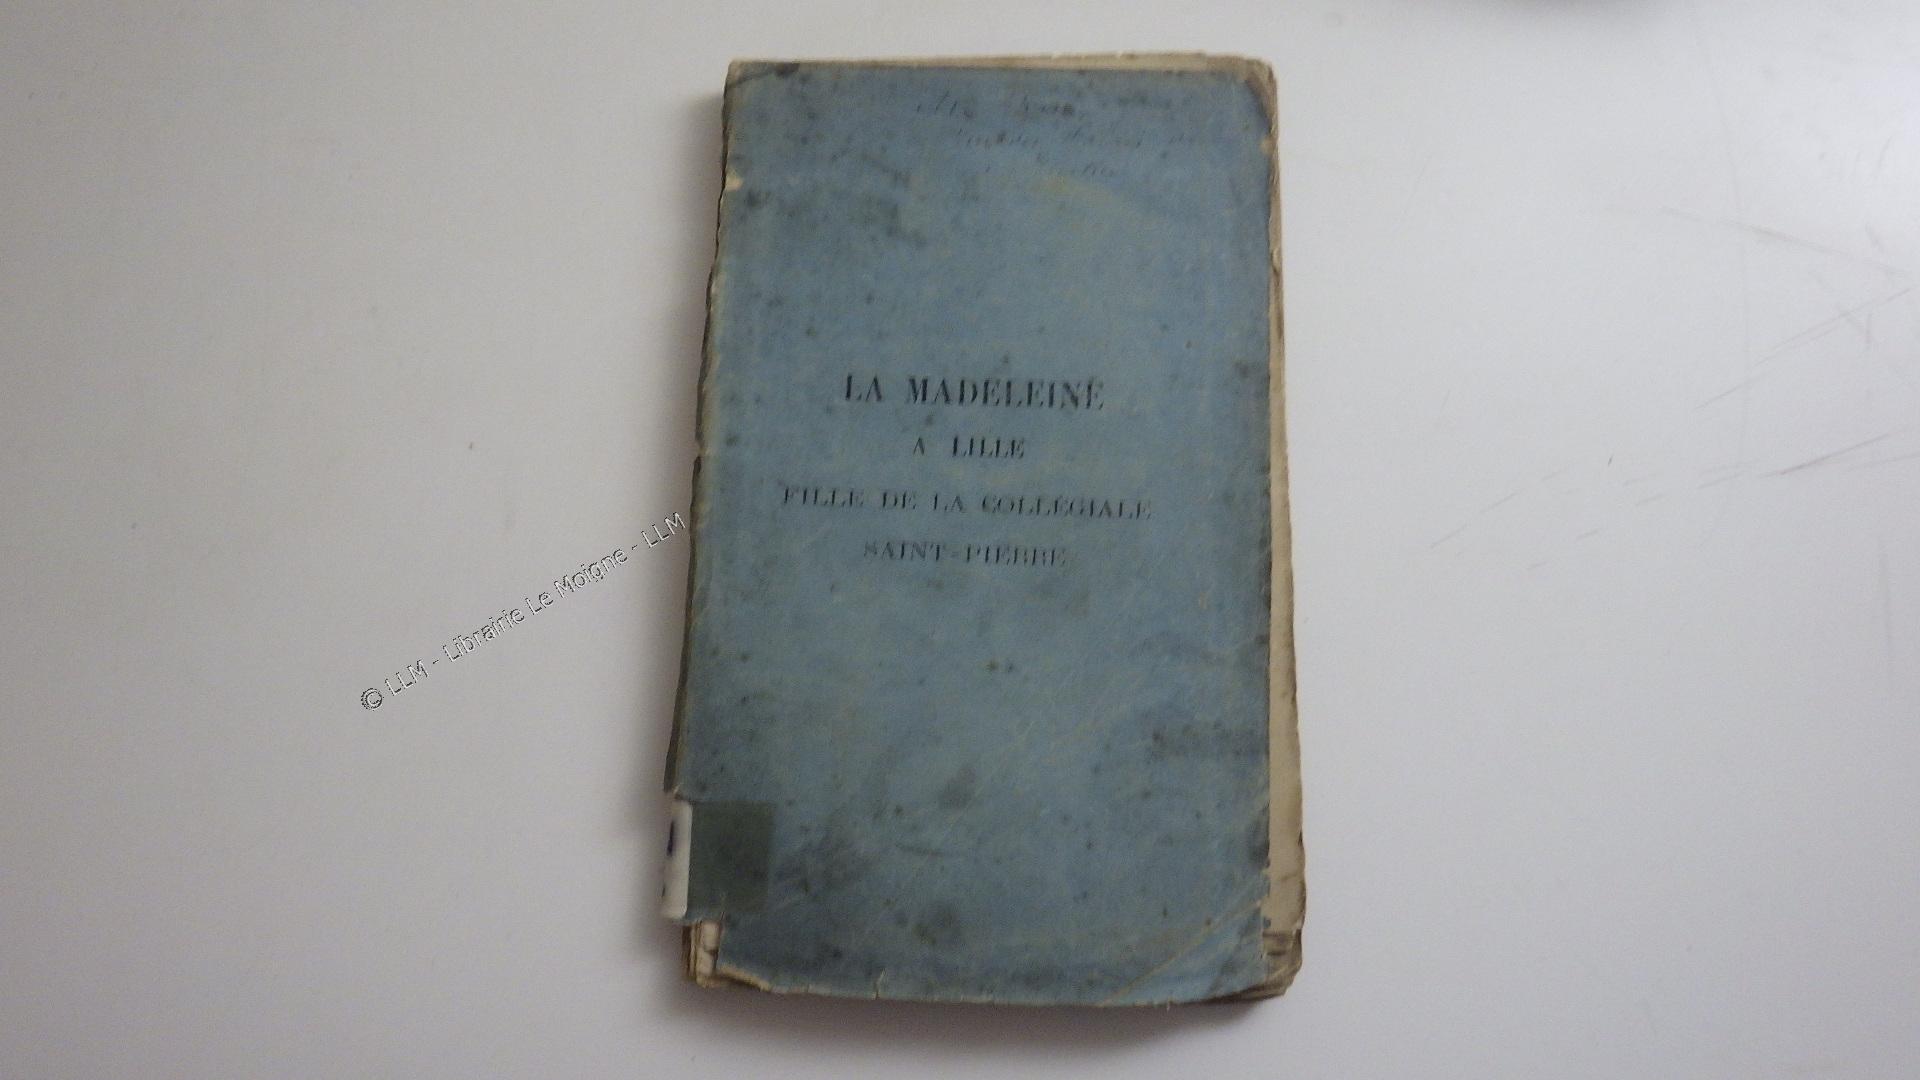 LA MADELEINE
A LILLE
FILLE DE LA COLLÉGIALE
SAINT-PIERRE
© LLM - Librairie Le Moigne - LLM